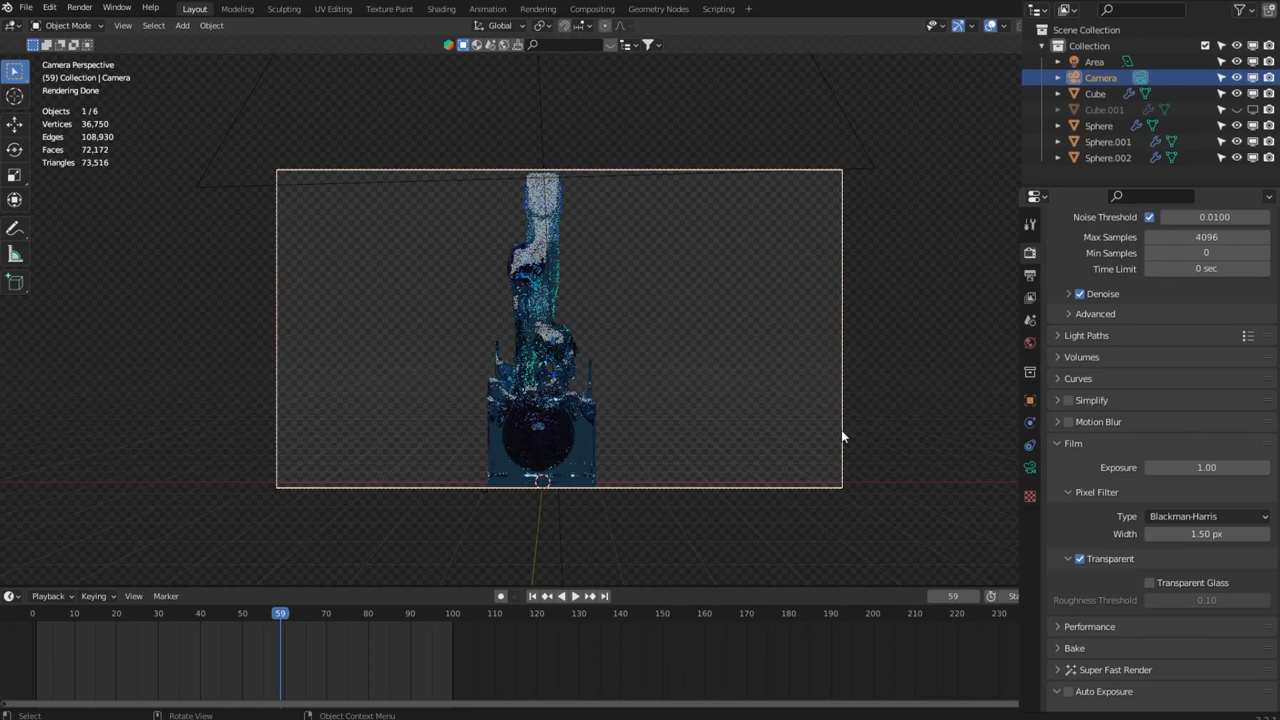 File Edit Render Window Help Layout Modeling Sculpting UV Editing Texture Paint Shading Animation Rendering Compositing Geometry Nodes Scripting +
Object Mode View Select Add Object Global
Camera Perspective
(59) Collection | Camera
Rendering Done
Objects 1/6
Vertices 36,750
Edges 108,930
Faces 72,172
Triangles 73,516
Scene Collection
Collection
Area
Camera
Cube
Cube.001
Sphere
Sphere.001
Sphere.002
Noise Threshold 0.0100
Max Samples 4096
Min Samples 0
Time Limit 0 sec
Denoise
Advanced
Light Paths
Volumes
Curves
Simplify
Motion Blur
Film
Exposure 1.00
Pixel Filter
Type Blackman-Harris
Width 1.50 px
Transparent
Transparent Glass
Roughness Threshold 0.10
Performance
Bake
Super Fast Render
Auto Exposure
Playback Keying View Marker 59 Sta
0 10 20 30 40 50 59 70 80 90 100 110 120 130 140 150 160 170 180 190 200 210 220 230
Select Rotate View Object Context Menu